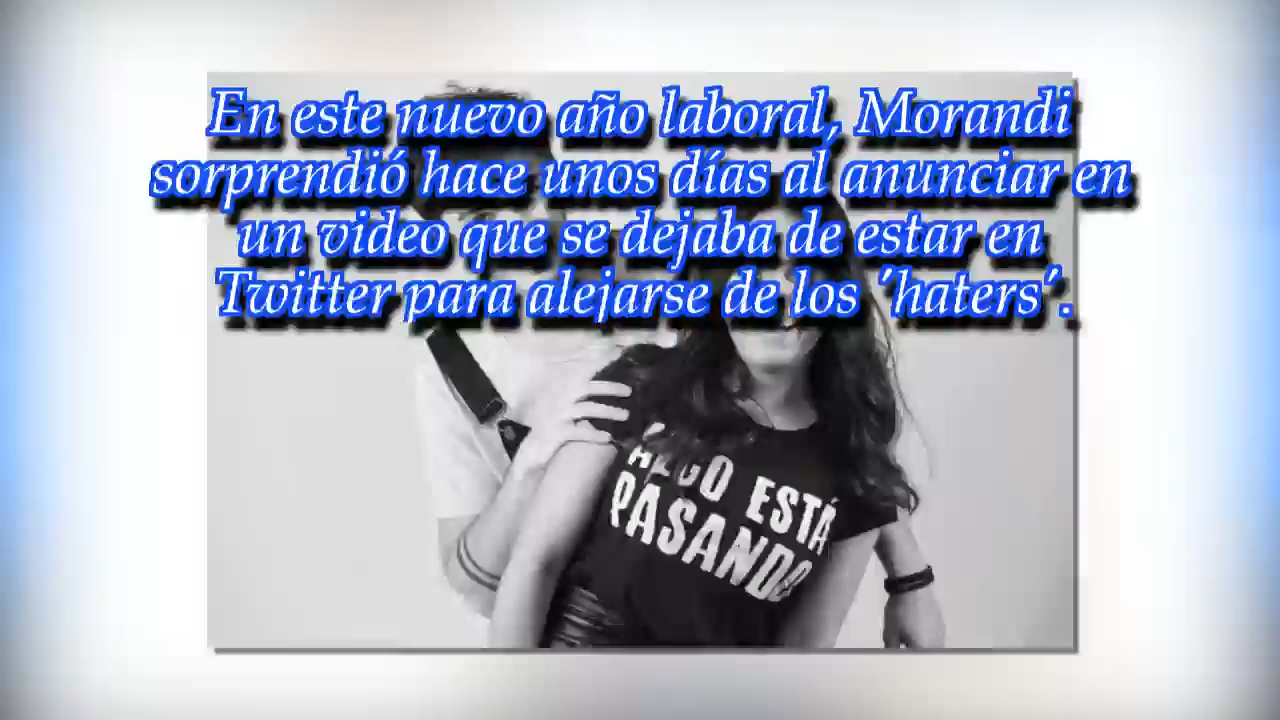 En este nuevo año laboral, Morandi
sorprendió hace unos días al anunciar en
un video que se dejaba de estar en
Twitter para alejarse de los 'haters'.
ALGO ESTÁ
PASANDO